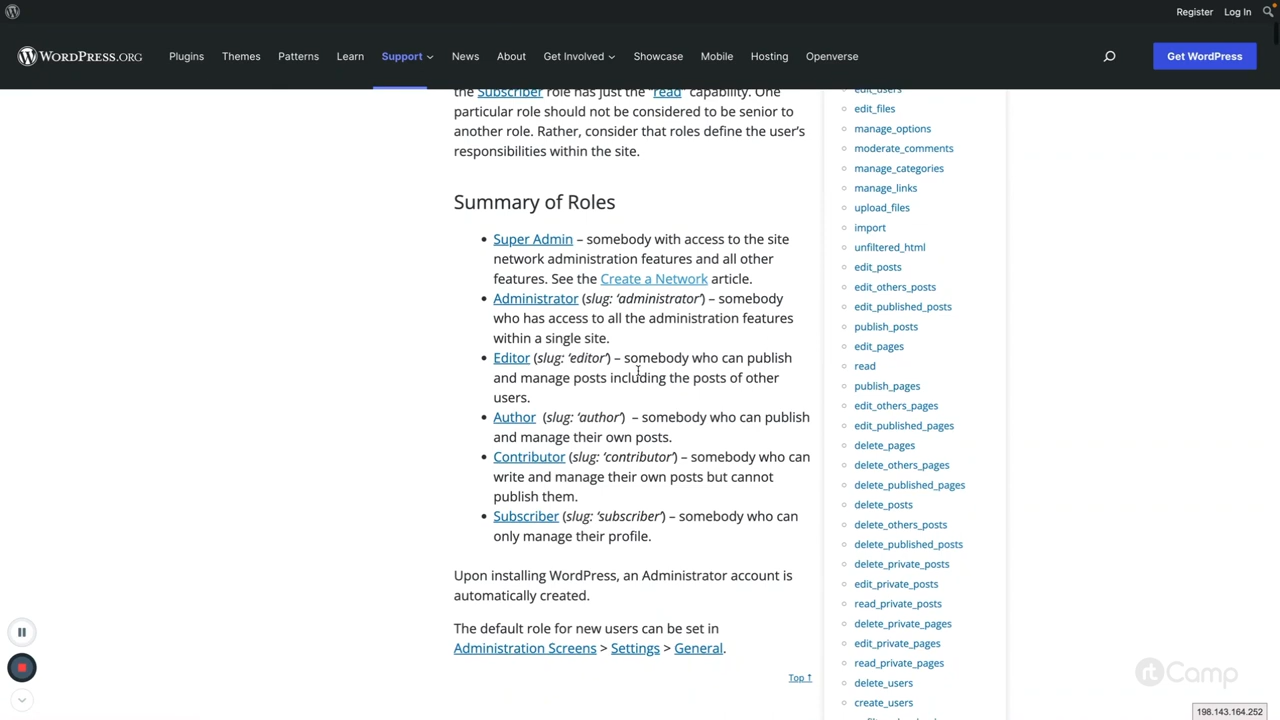 Register Log In
WORDPRESS.ORG Plugins Themes Patterns Learn Support News About Get Involved Showcase Mobile Hosting Openverse Get WordPress
the Subscriber role has just the “read” capability. One
particular role should not be considered to be senior to
another role. Rather, consider that roles define the user’s
responsibilities within the site.
Summary of Roles
Super Admin – somebody with access to the site
network administration features and all other
features. See the Create a Network article.
Administrator (slug: ‘administrator’) – somebody
who has access to all the administration features
within a single site.
Editor (slug: ‘editor’) – somebody who can publish
and manage posts including the posts of other
users.
Author (slug: ‘author’) – somebody who can publish
and manage their own posts.
Contributor (slug: ‘contributor’) – somebody who can
write and manage their own posts but cannot
publish them.
Subscriber (slug: ‘subscriber’) – somebody who can
only manage their profile.
Upon installing WordPress, an Administrator account is
automatically created.
The default role for new users can be set in
Administration Screens > Settings > General.
Top ↑
edit_users
edit_files
manage_options
moderate_comments
manage_categories
manage_links
upload_files
import
unfiltered_html
edit_posts
edit_others_posts
edit_published_posts
publish_posts
edit_pages
read
publish_pages
edit_others_pages
edit_published_pages
delete_pages
delete_others_pages
delete_published_pages
delete_posts
delete_others_posts
delete_published_posts
delete_private_posts
edit_private_posts
read_private_posts
delete_private_pages
edit_private_pages
read_private_pages
delete_users
create_users
rtCamp
198.143.164.252